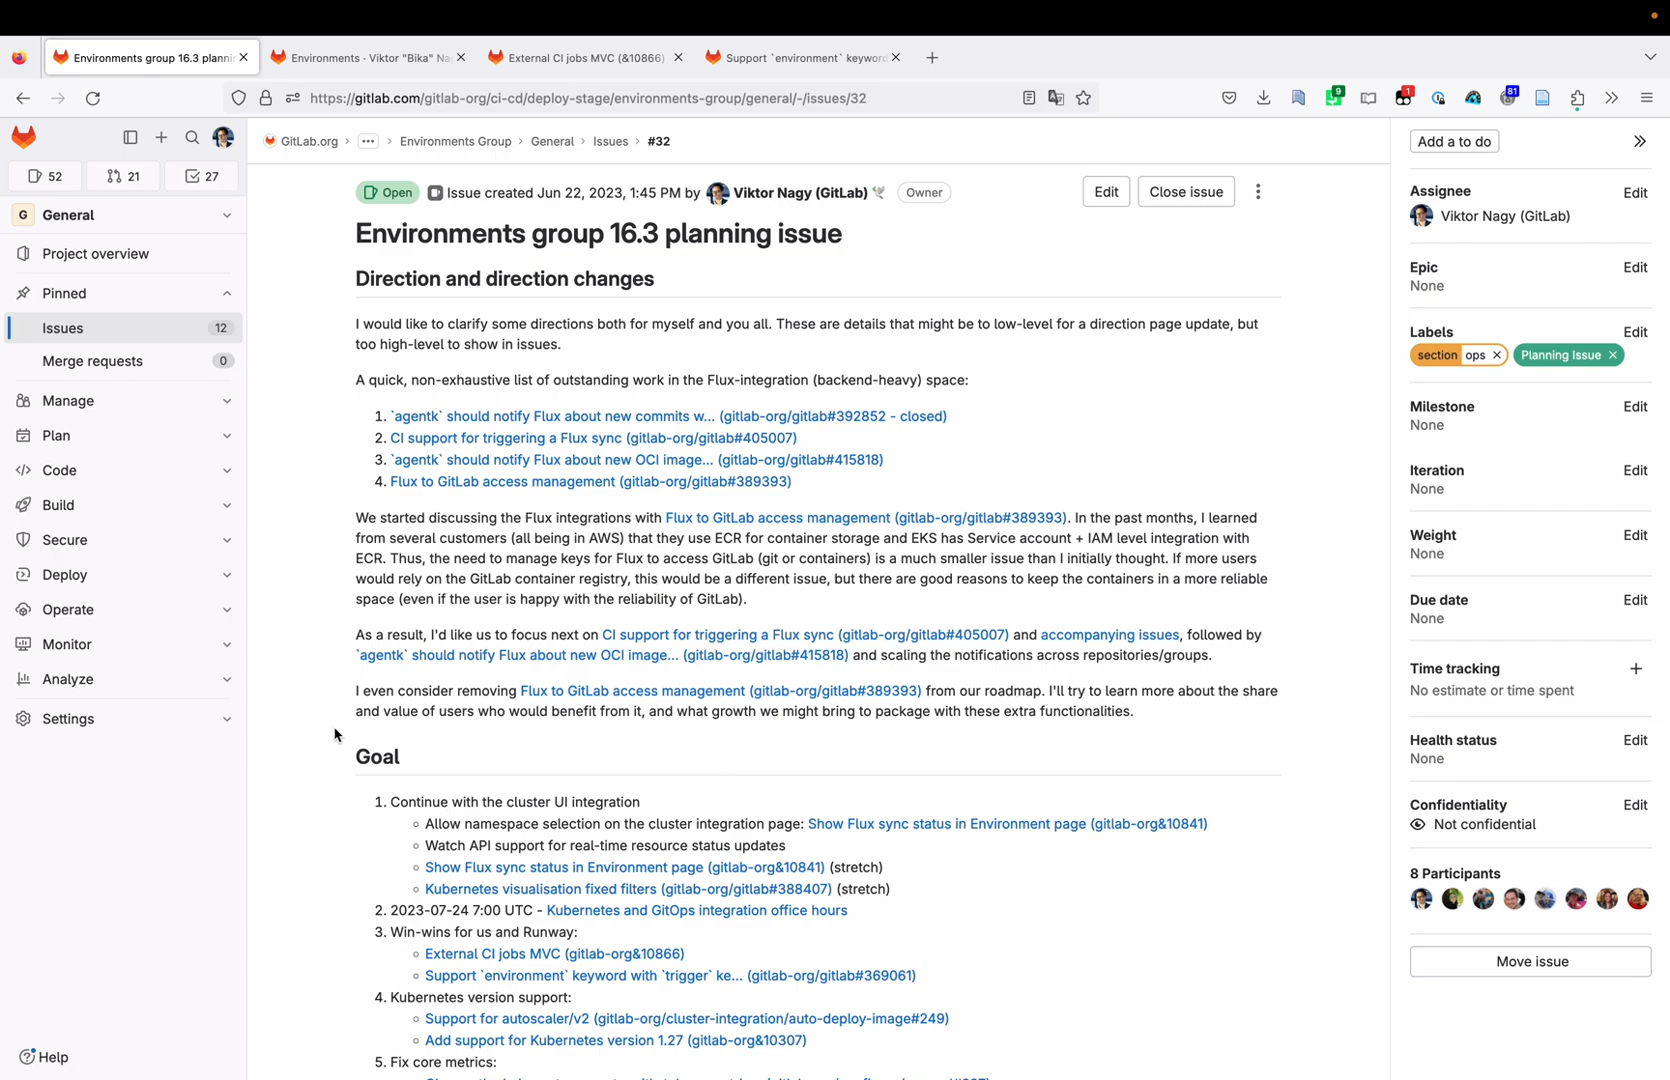 Environments group 16.3 planni
Environments · Viktor "Bika" Na
External CI jobs MVC (&10866)
Support `environment` keyword
https://gitlab.com/gitlab-org/ci-cd/deploy-stage/environments-group/general/-/issues/32
9
1
81
52
21
27
G General
Project overview
Pinned
Issues 12
Merge requests 0
Manage
Plan
Code
Build
Secure
Deploy
Operate
Monitor
Analyze
Settings
Help
GitLab.org › ••• › Environments Group › General › Issues › #32
Open Issue created Jun 22, 2023, 1:45 PM by Viktor Nagy (GitLab) Owner
Edit
Close issue
Environments group 16.3 planning issue
Direction and direction changes
I would like to clarify some directions both for myself and you all. These are details that might be to low-level for a direction page update, but
too high-level to show in issues.
A quick, non-exhaustive list of outstanding work in the Flux-integration (backend-heavy) space:
1. `agentk` should notify Flux about new commits w... (gitlab-org/gitlab#392852 - closed)
2. CI support for triggering a Flux sync (gitlab-org/gitlab#405007)
3. `agentk` should notify Flux about new OCI image... (gitlab-org/gitlab#415818)
4. Flux to GitLab access management (gitlab-org/gitlab#389393)
We started discussing the Flux integrations with Flux to GitLab access management (gitlab-org/gitlab#389393). In the past months, I learned
from several customers (all being in AWS) that they use ECR for container storage and EKS has Service account + IAM level integration with
ECR. Thus, the need to manage keys for Flux to access GitLab (git or containers) is a much smaller issue than I initially thought. If more users
would rely on the GitLab container registry, this would be a different issue, but there are good reasons to keep the containers in a more reliable
space (even if the user is happy with the reliability of GitLab).
As a result, I'd like us to focus next on CI support for triggering a Flux sync (gitlab-org/gitlab#405007) and accompanying issues, followed by
`agentk` should notify Flux about new OCI image... (gitlab-org/gitlab#415818) and scaling the notifications across repositories/groups.
I even consider removing Flux to GitLab access management (gitlab-org/gitlab#389393) from our roadmap. I'll try to learn more about the share
and value of users who would benefit from it, and what growth we might bring to package with these extra functionalities.
Goal
1. Continue with the cluster UI integration
◦ Allow namespace selection on the cluster integration page: Show Flux sync status in Environment page (gitlab-org&10841)
◦ Watch API support for real-time resource status updates
◦ Show Flux sync status in Environment page (gitlab-org&10841) (stretch)
◦ Kubernetes visualisation fixed filters (gitlab-org/gitlab#388407) (stretch)
2. 2023-07-24 7:00 UTC - Kubernetes and GitOps integration office hours
3. Win-wins for us and Runway:
◦ External CI jobs MVC (gitlab-org&10866)
◦ Support `environment` keyword with `trigger` ke... (gitlab-org/gitlab#369061)
4. Kubernetes version support:
◦ Support for autoscaler/v2 (gitlab-org/cluster-integration/auto-deploy-image#249)
◦ Add support for Kubernetes version 1.27 (gitlab-org&10307)
5. Fix core metrics:
Add a to do
Assignee Edit
Viktor Nagy (GitLab)
Epic Edit
None
Labels Edit
section ops × Planning Issue ×
Milestone Edit
None
Iteration Edit
None
Weight Edit
None
Due date Edit
None
Time tracking +
No estimate or time spent
Health status Edit
None
Confidentiality Edit
Not confidential
8 Participants
Move issue